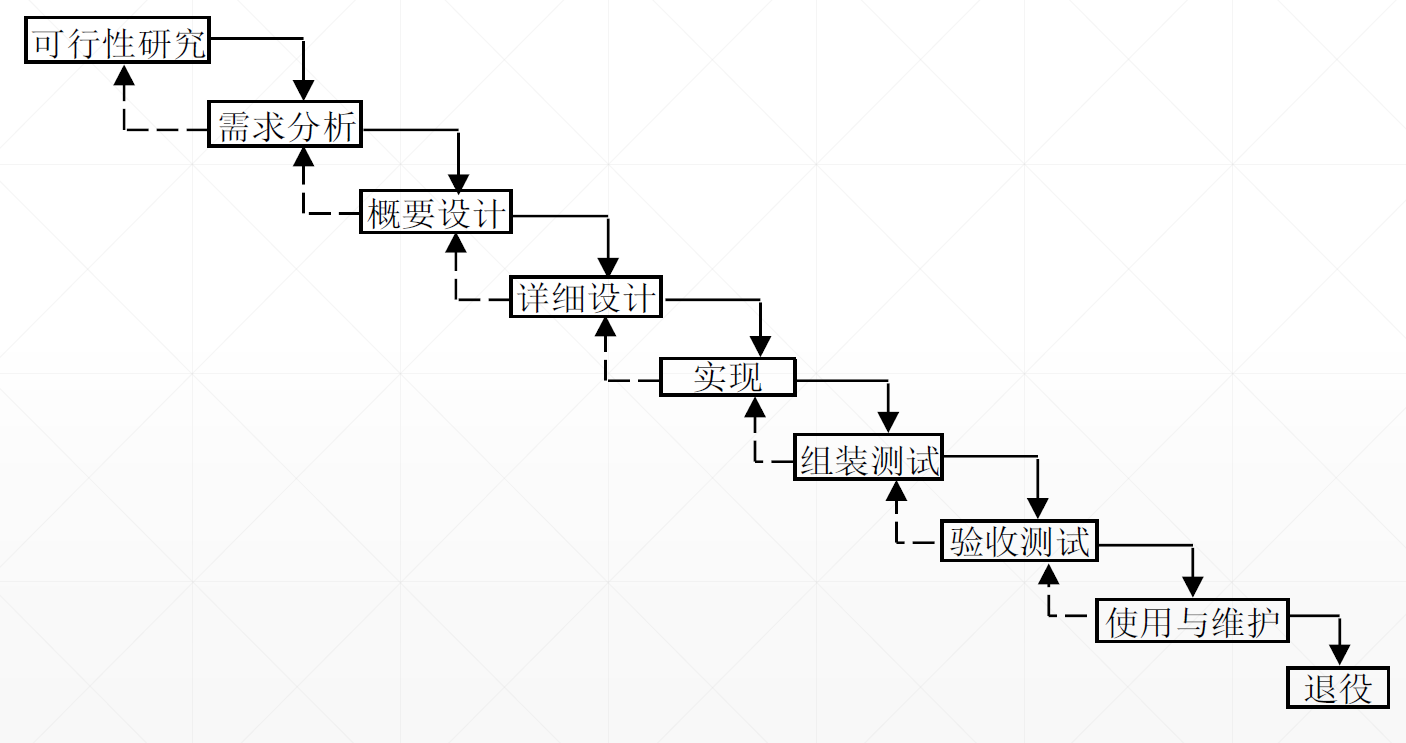 可行性研究
需求分析
概要设计
详细设计
实现
组装测试
验收测试
使用与维护
退役